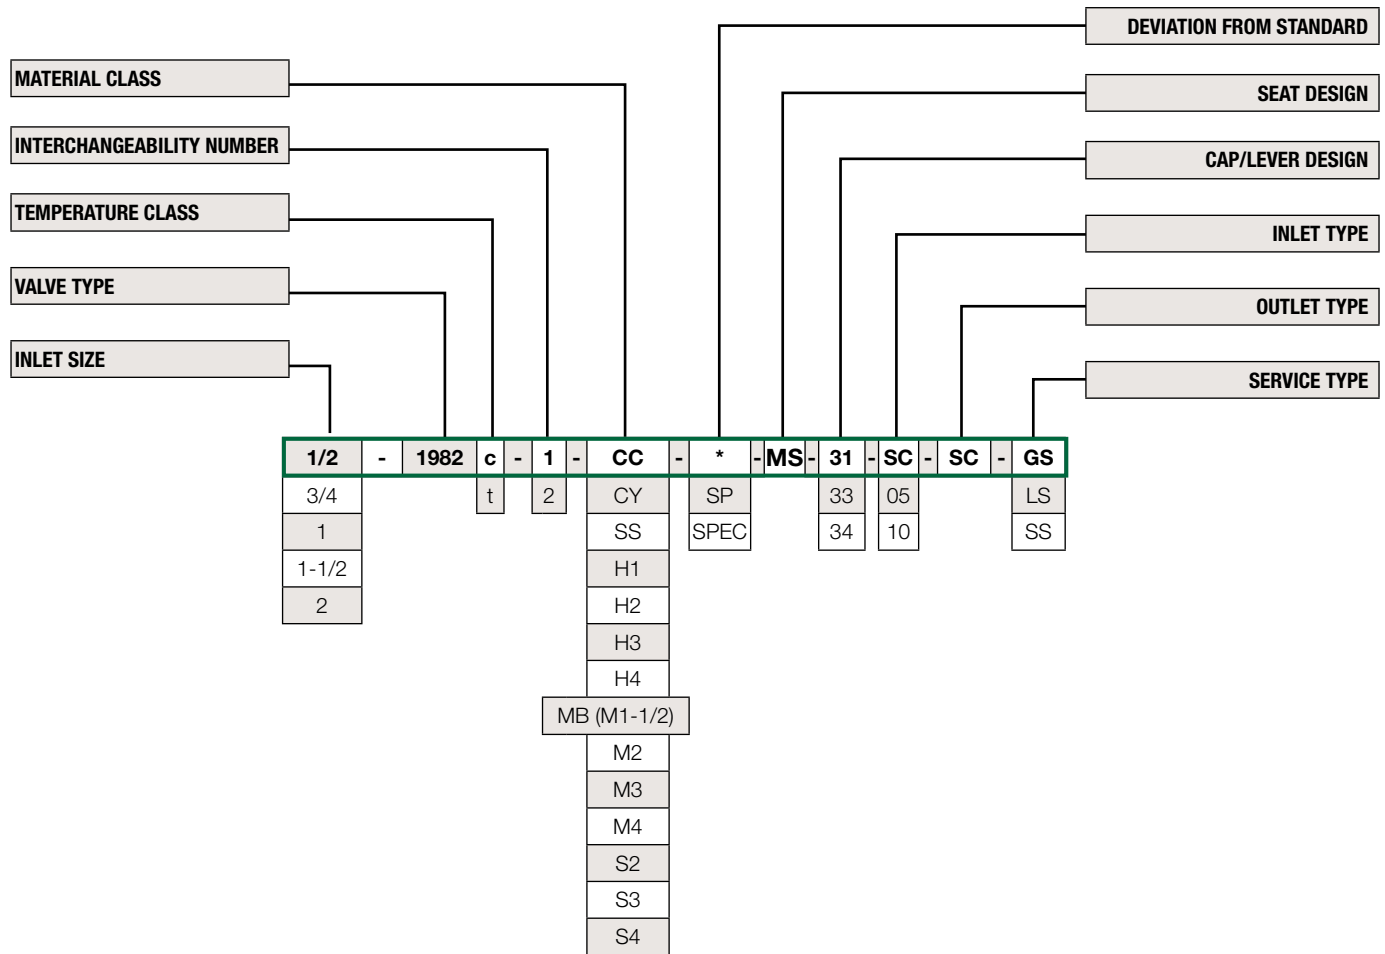 DEVIATION FROM STANDARD
MATERIAL CLASS
SEAT DESIGN
INTERCHANGEABILITY NUMBER
CAP/LEVER DESIGN
TEMPERATURE CLASS
INLET TYPE
VALVE TYPE
OUTLET TYPE
INLET SIZE
SERVICE TYPE
1/2 - 1982 c - 1 - CC - * - MS - 31 - SC - SC - GS
3/4 t 2 CY SP 33 05 LS
1 SS SPEC 34 10 SS
1-1/2 H1
2 H2
H3
H4
MB (M1-1/2)
M2
M3
M4
S2
S3
S4